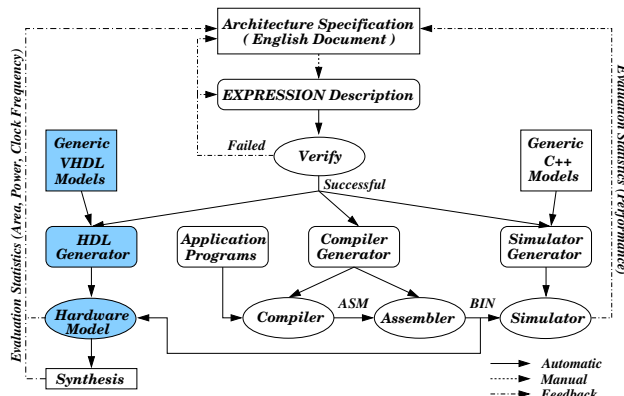 Architecture Specification
( English Document )
EXPRESSION Description
Failed
Verify
Successful
Generic
VHDL
Models
Generic
C++
Models
HDL
Generator
Application
Programs
Compiler
Generator
Simulator
Generator
Hardware
Model
Compiler
ASM
Assembler
BIN
Simulator
Synthesis
Evaluation Statistics (Area, Power, Clock Frequency)
Evaluation Statistics (Performance)
Automatic
Manual
Feedback